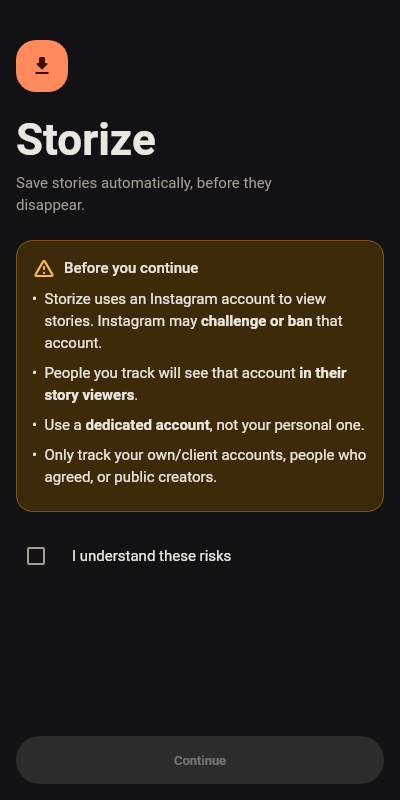 Storize
Save stories automatically, before they
disappear.
Before you continue
• Storize uses an Instagram account to view
stories. Instagram may challenge or ban that
account.
• People you track will see that account in their
story viewers.
• Use a dedicated account, not your personal one.
• Only track your own/client accounts, people who
agreed, or public creators.
I understand these risks
Continue